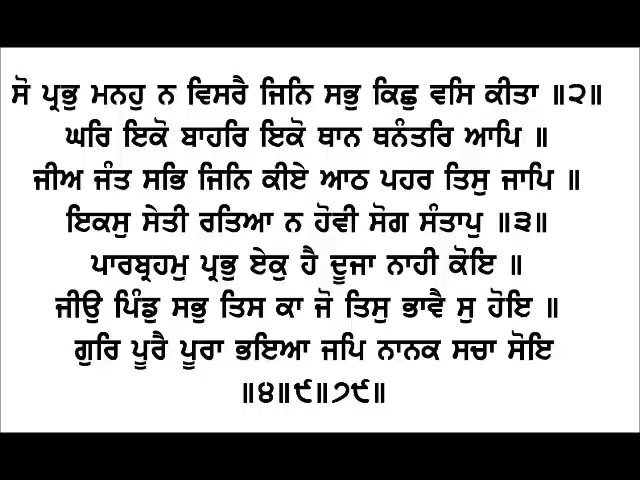 ਸੋ ਪ੍ਰਭੁ ਮਨਹੁ ਨ ਵਿਸਰੈ ਜਿਨਿ ਸਭੁ ਕਿਛੁ ਵਸਿ ਕੀਤਾ ॥੨॥
ਘਰਿ ਇਕੋ ਬਾਹਰਿ ਇਕੋ ਥਾਨ ਥਨੰਤਰਿ ਆਪਿ ॥
ਜੀਅ ਜੰਤ ਸਭਿ ਜਿਨਿ ਕੀਏ ਆਠ ਪਹਰ ਤਿਸੁ ਜਾਪਿ ॥
ਇਕਸੁ ਸੇਤੀ ਰਤਿਆ ਨ ਹੋਵੀ ਸੋਗ ਸੰਤਾਪੁ ॥੩॥
ਪਾਰਬ੍ਰਹਮੁ ਪ੍ਰਭੁ ਏਕੁ ਹੈ ਦੂਜਾ ਨਾਹੀ ਕੋਇ ॥
ਜੀਉ ਪਿੰਡੁ ਸਭੁ ਤਿਸ ਕਾ ਜੋ ਤਿਸੁ ਭਾਵੈ ਸੁ ਹੋਇ ॥
ਗੁਰਿ ਪੂਰੈ ਪੂਰਾ ਭਇਆ ਜਪਿ ਨਾਨਕ ਸਚਾ ਸੋਇ
॥੪॥੯॥੭੯॥